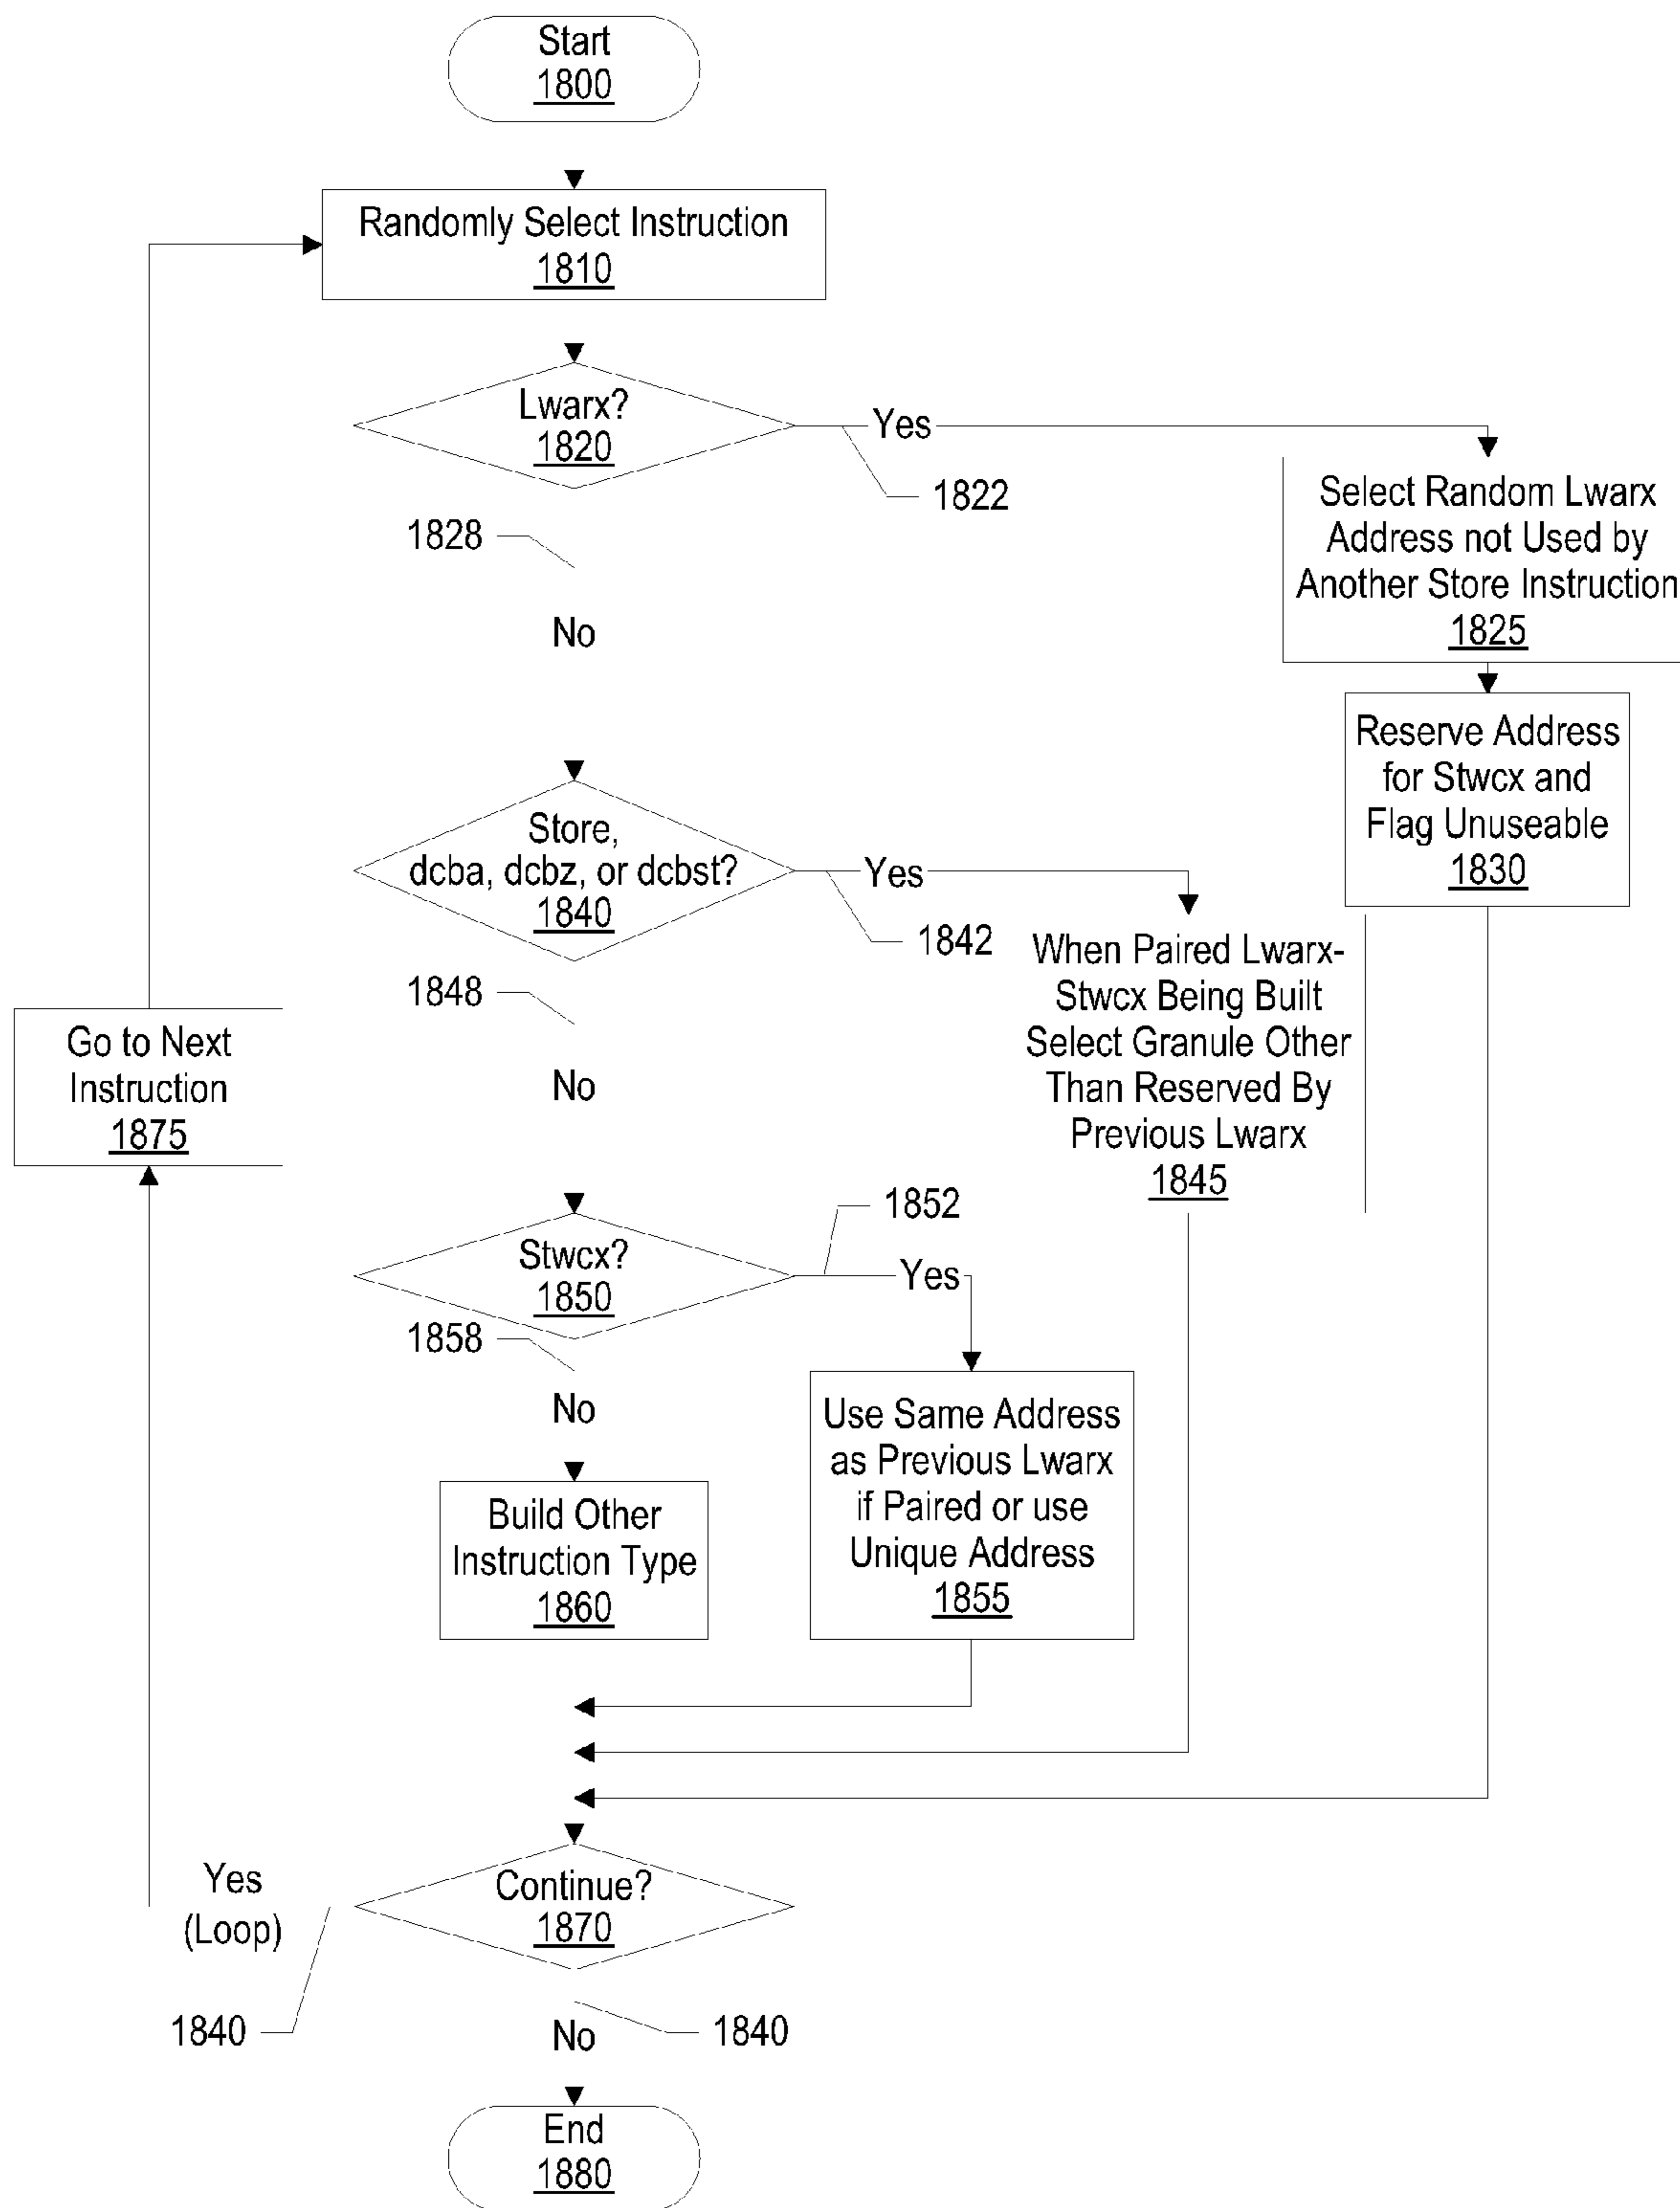 Start
1800
Randomly Select Instruction
1810
Lwarx?
1820
Yes
1822
1828
No
Select Random Lwarx
Address not Used by
Another Store Instruction
1825
Reserve Address
for Stwcx and
Flag Unuseable
1830
Store,
dcba, dcbz, or dcbst?
1840
Yes
1842
1848
No
When Paired Lwarx-
Stwcx Being Built
Select Granule Other
Than Reserved By
Previous Lwarx
1845
Go to Next
Instruction
1875
Stwcx?
1850
1852
Yes
1858
No
Use Same Address
as Previous Lwarx
if Paired or use
Unique Address
1855
Build Other
Instruction Type
1860
Continue?
1870
Yes
(Loop)
1840
No
1840
End
1880